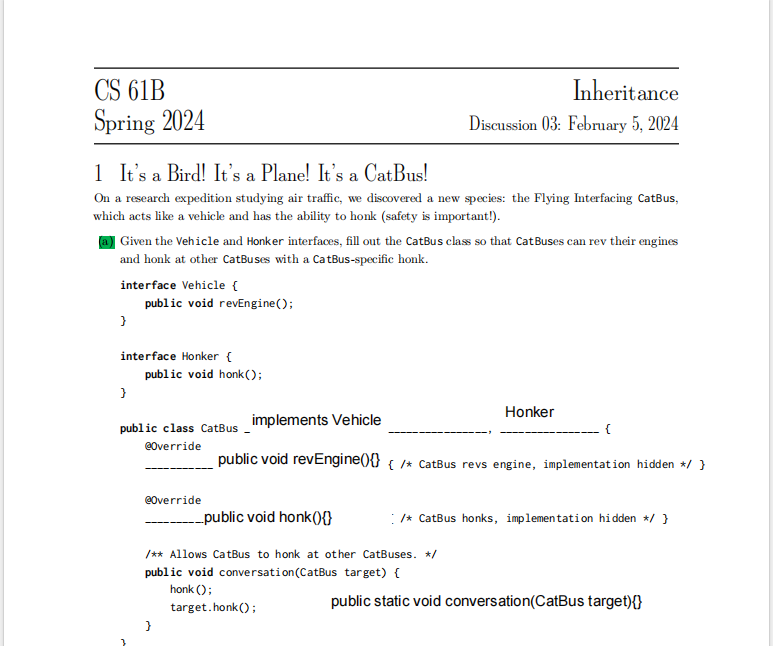 CS 61B Inheritance
Spring 2024 Discussion 03: February 5, 2024
1 It's a Bird! It's a Plane! It's a CatBus!
On a research expedition studying air traffic, we discovered a new species: the Flying Interfacing CatBus,
which acts like a vehicle and has the ability to honk (safety is important!).
(a) Given the Vehicle and Honker interfaces, fill out the CatBus class so that CatBuses can rev their engines
and honk at other CatBuses with a CatBus-specific honk.
interface Vehicle {
public void revEngine();
}
interface Honker {
public void honk();
}
public class CatBus _ implements Vehicle ________________, Honker ________________ {
@Override
___________ public void revEngine(){} { /* CatBus revs engine, implementation hidden */ }
@Override
__________public void honk(){} /* CatBus honks, implementation hidden */ }
/** Allows CatBus to honk at other CatBuses. */
public void conversation(CatBus target) {
honk();
target.honk(); public static void conversation(CatBus target){}
}
}